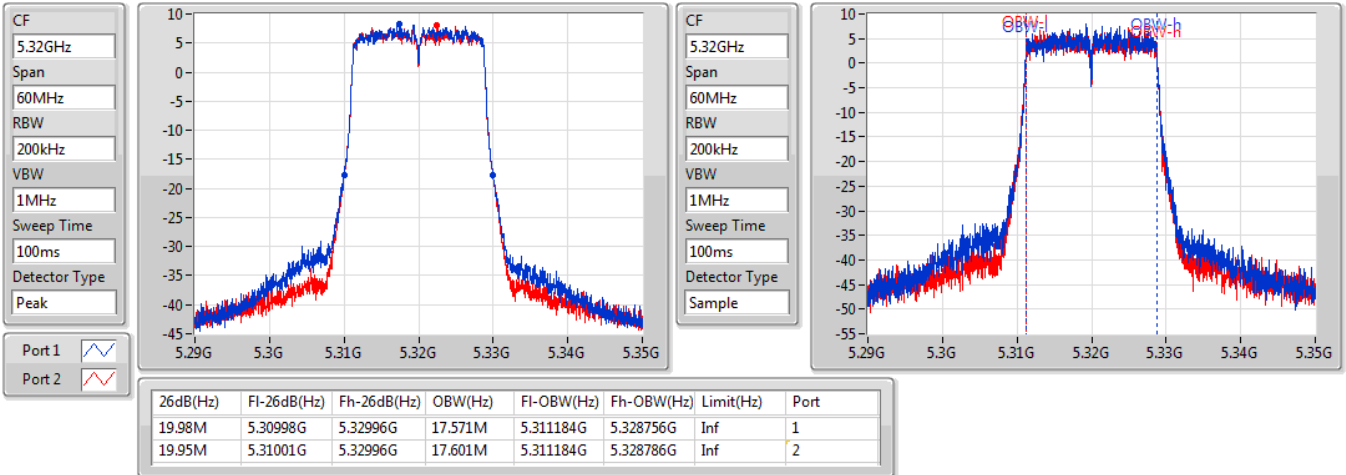 CF
5.32GHz
Span
60MHz
RBW
200kHz
VBW
1MHz
Sweep Time
100ms
Detector Type
Peak
Port 1
Port 2
10
5
0
-5
-10
-15
-20
-25
-30
-35
-40
-45
5.29G 5.3G 5.31G 5.32G 5.33G 5.34G 5.35G
CF
5.32GHz
Span
60MHz
RBW
200kHz
VBW
1MHz
Sweep Time
100ms
Detector Type
Sample
OBW-l OBW-h
OBW-l OBW-h
10
5
0
-5
-10
-15
-20
-25
-30
-35
-40
-45
-50
-55
5.29G 5.3G 5.31G 5.32G 5.33G 5.34G 5.35G
26dB(Hz) Fl-26dB(Hz) Fh-26dB(Hz) OBW(Hz) Fl-OBW(Hz) Fh-OBW(Hz) Limit(Hz) Port
19.98M 5.30998G 5.32996G 17.571M 5.311184G 5.328756G Inf 1
19.95M 5.31001G 5.32996G 17.601M 5.311184G 5.328786G Inf 2